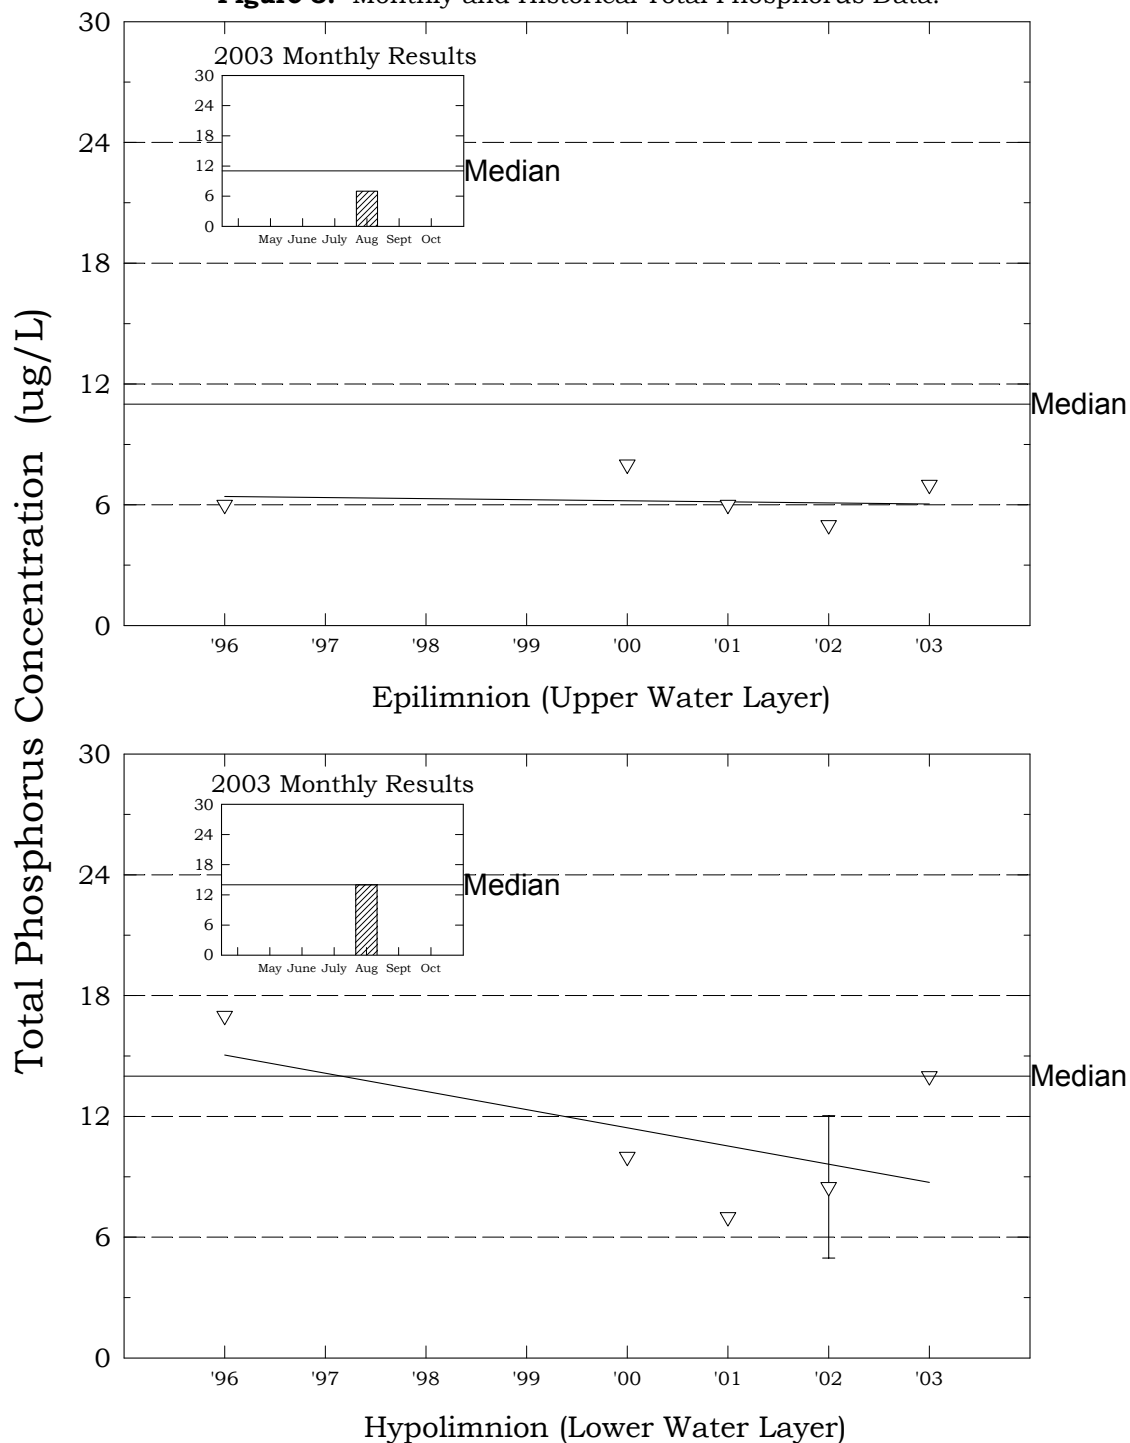 Monthly and Historical Total Phosphorus Data.
Total Phosphorus Concentration (ug/L)
30
24
18
12
6
0
2003 Monthly Results
30
24
18
12
6
0
Median
May June July Aug Sept Oct
Median
'96 '97 '98 '99 '00 '01 '02 '03
Epilimnion (Upper Water Layer)
30
24
18
12
6
0
2003 Monthly Results
30
24
18
12
6
0
Median
May June July Aug Sept Oct
Median
'96 '97 '98 '99 '00 '01 '02 '03
Hypolimnion (Lower Water Layer)